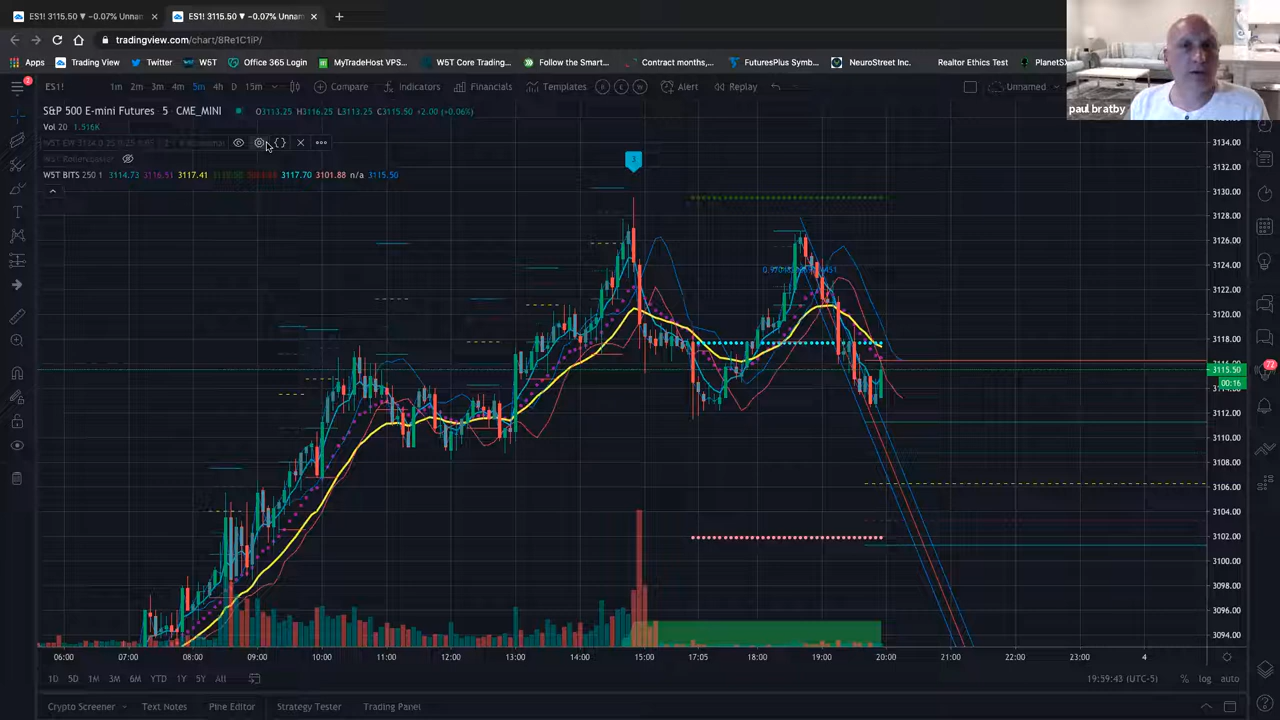 ES1! 3115.50 ▼ −0.07% Unnan
ES1! 3115.50 ▼ −0.07% Unnan
tradingview.com/chart/8Re1C1iP/
Apps
Trading View
Twitter
WST
Office 365 Login
MyTradeHost VPS...
WST Core Trading...
Follow the Smart...
Contract months,...
FuturesPlus Symb...
NeuroStreet Inc.
Realtor Ethics Test
PlanetS
paul bratby
ES1!
1m 2m 3m 4m 5m 1h D 15m
Compare
Indicators
Financials
Templates
Alert
Replay
Unnamed
S&P 500 E-mini Futures 5 CME_MINI
O3113.25 H3116.25 L3113.25 C3115.50 +2.00 (+0.06%)
Vol 20 1.516K
WST BITS 250 1 3114.73 3117.41 3117.70 3101.88 n/a 3115.50
3
3134.00
3132.00
3130.00
3128.00
3126.00
3124.00
3122.00
3120.00
3118.00
3115.50
00:16
3112.00
3110.00
3108.00
3106.00
3104.00
3102.00
3100.00
3098.00
3096.00
3094.00
72
06:00 07:00 08:00 09:00 10:00 11:00 12:00 13:00 14:00 15:00 17:05 18:00 19:00 20:00 21:00 22:00 23:00 4
1D 5D 1M 3M 6M YTD 1Y 5Y All
19:59:43 (UTC-5) % log auto
Crypto Screener
Text Notes
Pine Editor
Strategy Tester
Trading Panel